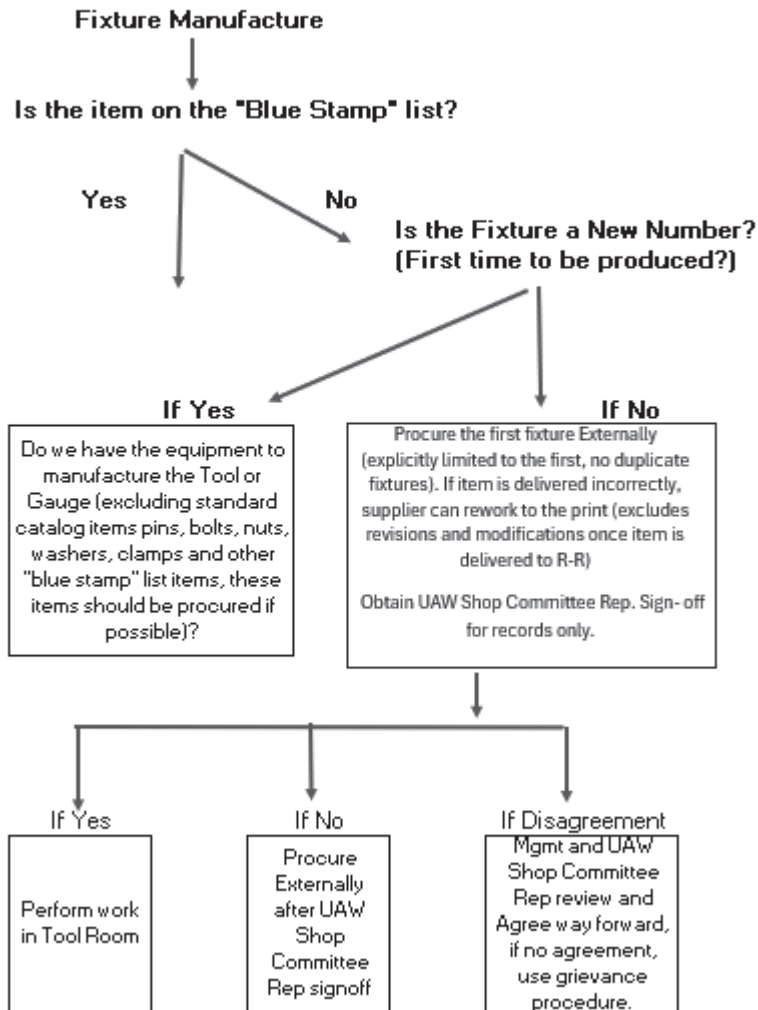 Fixture Manufacture
Is the item on the "Blue Stamp" list?
Yes
No
Is the Fixture a New Number?
(First time to be produced?)
If Yes
Do we have the equipment to
manufacture the Tool or
Gauge (excluding standard
catalog items pins, bolts, nuts,
washers, clamps and other
"blue stamp" list items, these
items should be procured if
possible)?
If No
Procure the first fixture Externally
(explicitly limited to the first, no duplicate
fixtures). If item is delivered incorrectly,
supplier can rework to the print (excludes
revisions and modifications once item is
delivered to R-R)
Obtain UAW Shop Committee Rep. Sign- off
for records only.
If Yes
Perform work
in Tool Room
If No
Procure
Externally
after UAW
Shop
Committee
Rep signoff
If Disagreement
Mgmt and UAW
Shop Committee
Rep review and
Agree way forward,
if no agreement,
use grievance
procedure.